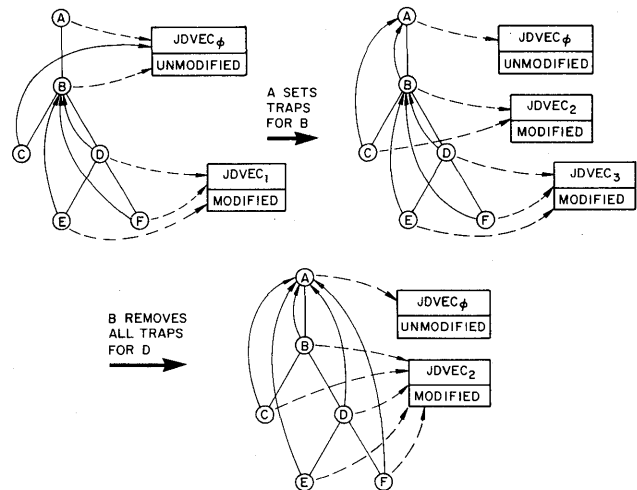 A
JDVECϕ
UNMODIFIED
B
C
D
JDVEC1
MODIFIED
E
F
A SETS
TRAPS
FOR B
A
JDVECϕ
UNMODIFIED
B
JDVEC2
MODIFIED
C
D
JDVEC3
MODIFIED
E
F
B REMOVES
ALL TRAPS
FOR D
A
JDVECϕ
UNMODIFIED
B
JDVEC2
MODIFIED
C
D
E
F